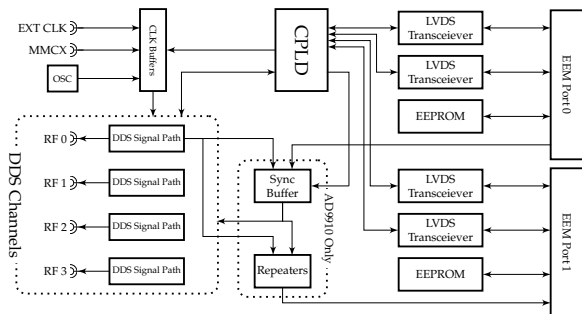 EXT CLK
MMCX
OSC
CLK Buffers
CPLD
LVDS
Transceiever
LVDS
Transceiever
EEPROM
EEM Port 0
DDS Channels
RF 0
DDS Signal Path
RF 1
DDS Signal Path
RF 2
DDS Signal Path
RF 3
DDS Signal Path
Sync
Buffer
Repeaters
AD9910 Only
LVDS
Transceiever
LVDS
Transceiever
EEPROM
EEM Port 1